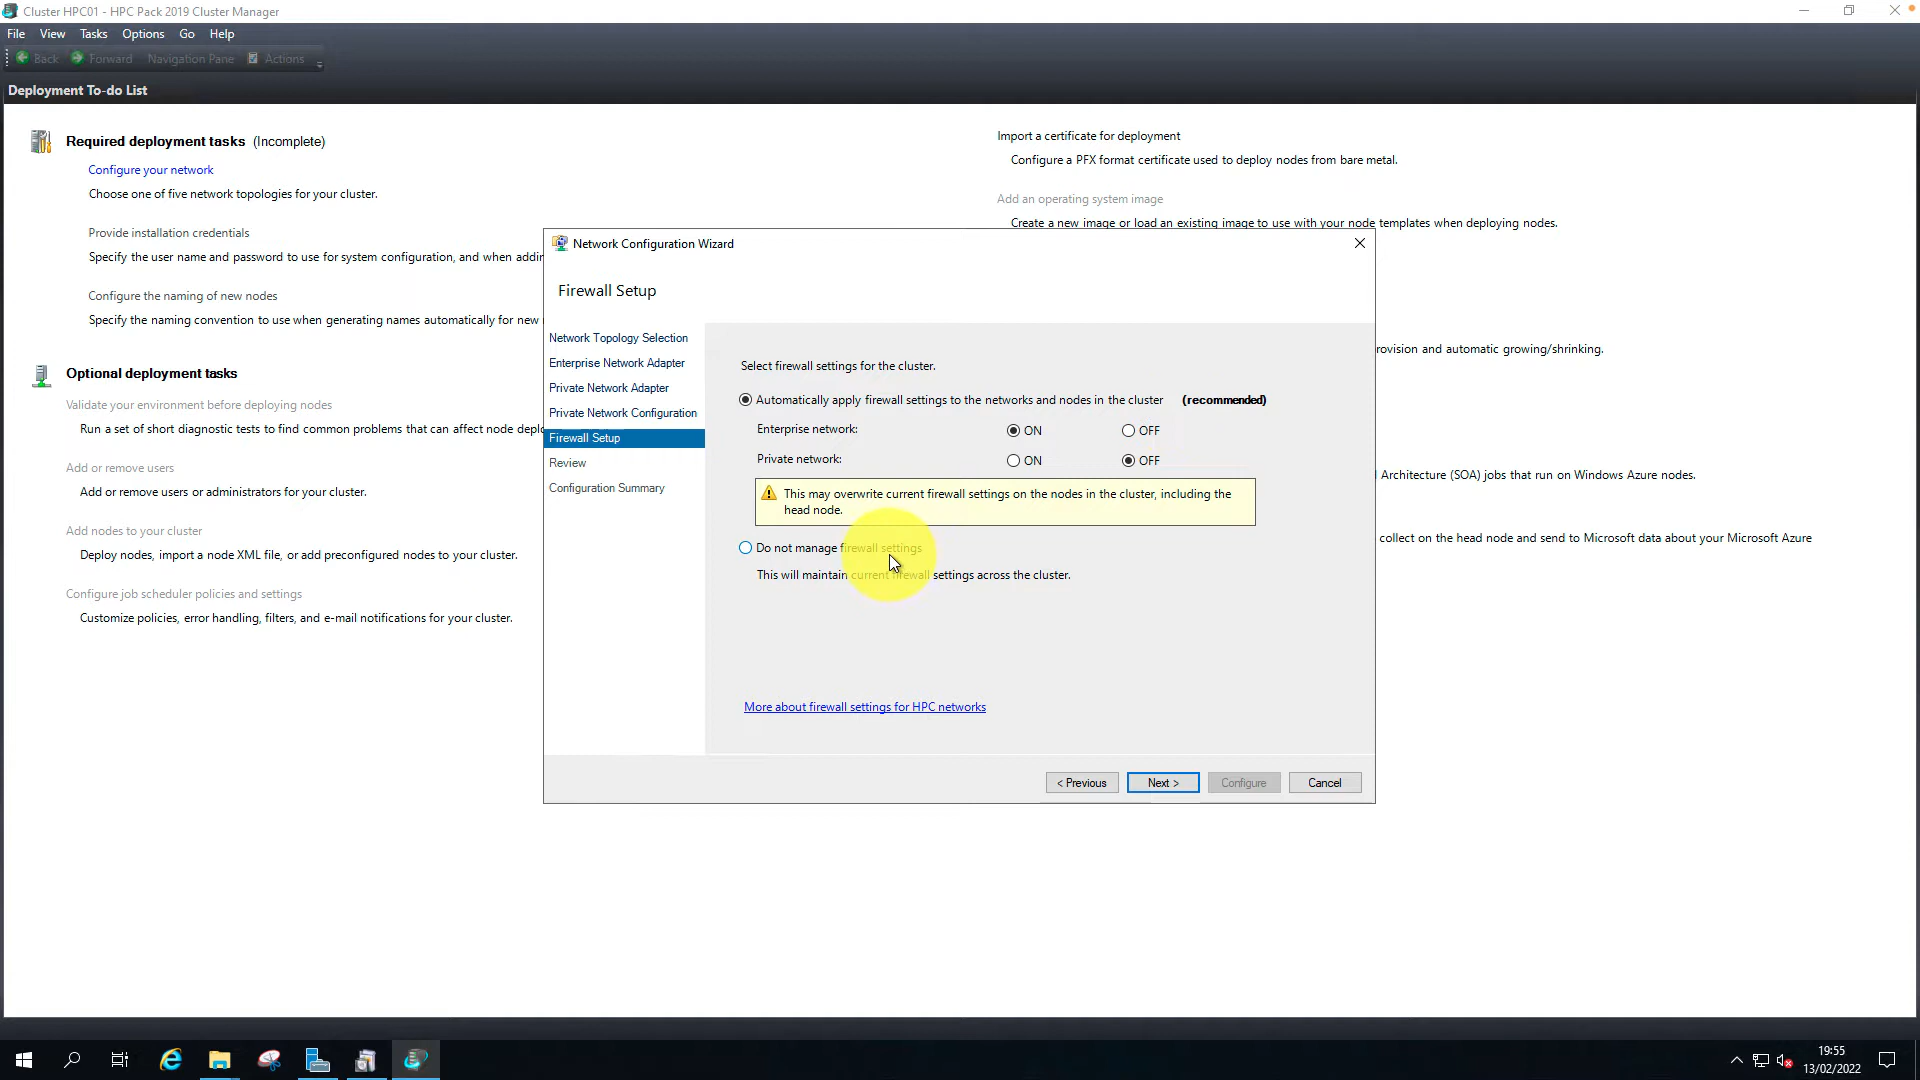 Cluster HPC01 - HPC Pack 2019 Cluster Manager
File View Tasks Options Go Help
Back Forward Navigation Pane Actions
Deployment To-do List
Required deployment tasks (Incomplete)
Configure your network
Choose one of five network topologies for your cluster.
Provide installation credentials
Specify the user name and password to use for system configuration, and when addin
Configure the naming of new nodes
Specify the naming convention to use when generating names automatically for new
Optional deployment tasks
Validate your environment before deploying nodes
Run a set of short diagnostic tests to find common problems that can affect node deplo
Add or remove users
Add or remove users or administrators for your cluster.
Add nodes to your cluster
Deploy nodes, import a node XML file, or add preconfigured nodes to your cluster.
Configure job scheduler policies and settings
Customize policies, error handling, filters, and e-mail notifications for your cluster.
Import a certificate for deployment
Configure a PFX format certificate used to deploy nodes from bare metal.
Add an operating system image
Create a new image or load an existing image to use with your node templates when deploying nodes.
rovision and automatic growing/shrinking.
Architecture (SOA) jobs that run on Windows Azure nodes.
collect on the head node and send to Microsoft data about your Microsoft Azure
Network Configuration Wizard
Firewall Setup
Network Topology Selection
Enterprise Network Adapter
Private Network Adapter
Private Network Configuration
Firewall Setup
Review
Configuration Summary
Select firewall settings for the cluster.
Automatically apply firewall settings to the networks and nodes in the cluster (recommended)
Enterprise network: ON OFF
Private network: ON OFF
This may overwrite current firewall settings on the nodes in the cluster, including the
head node.
Do not manage firewall settings
This will maintain current firewall settings across the cluster.
More about firewall settings for HPC networks
< Previous Next > Configure Cancel
19:55
13/02/2022